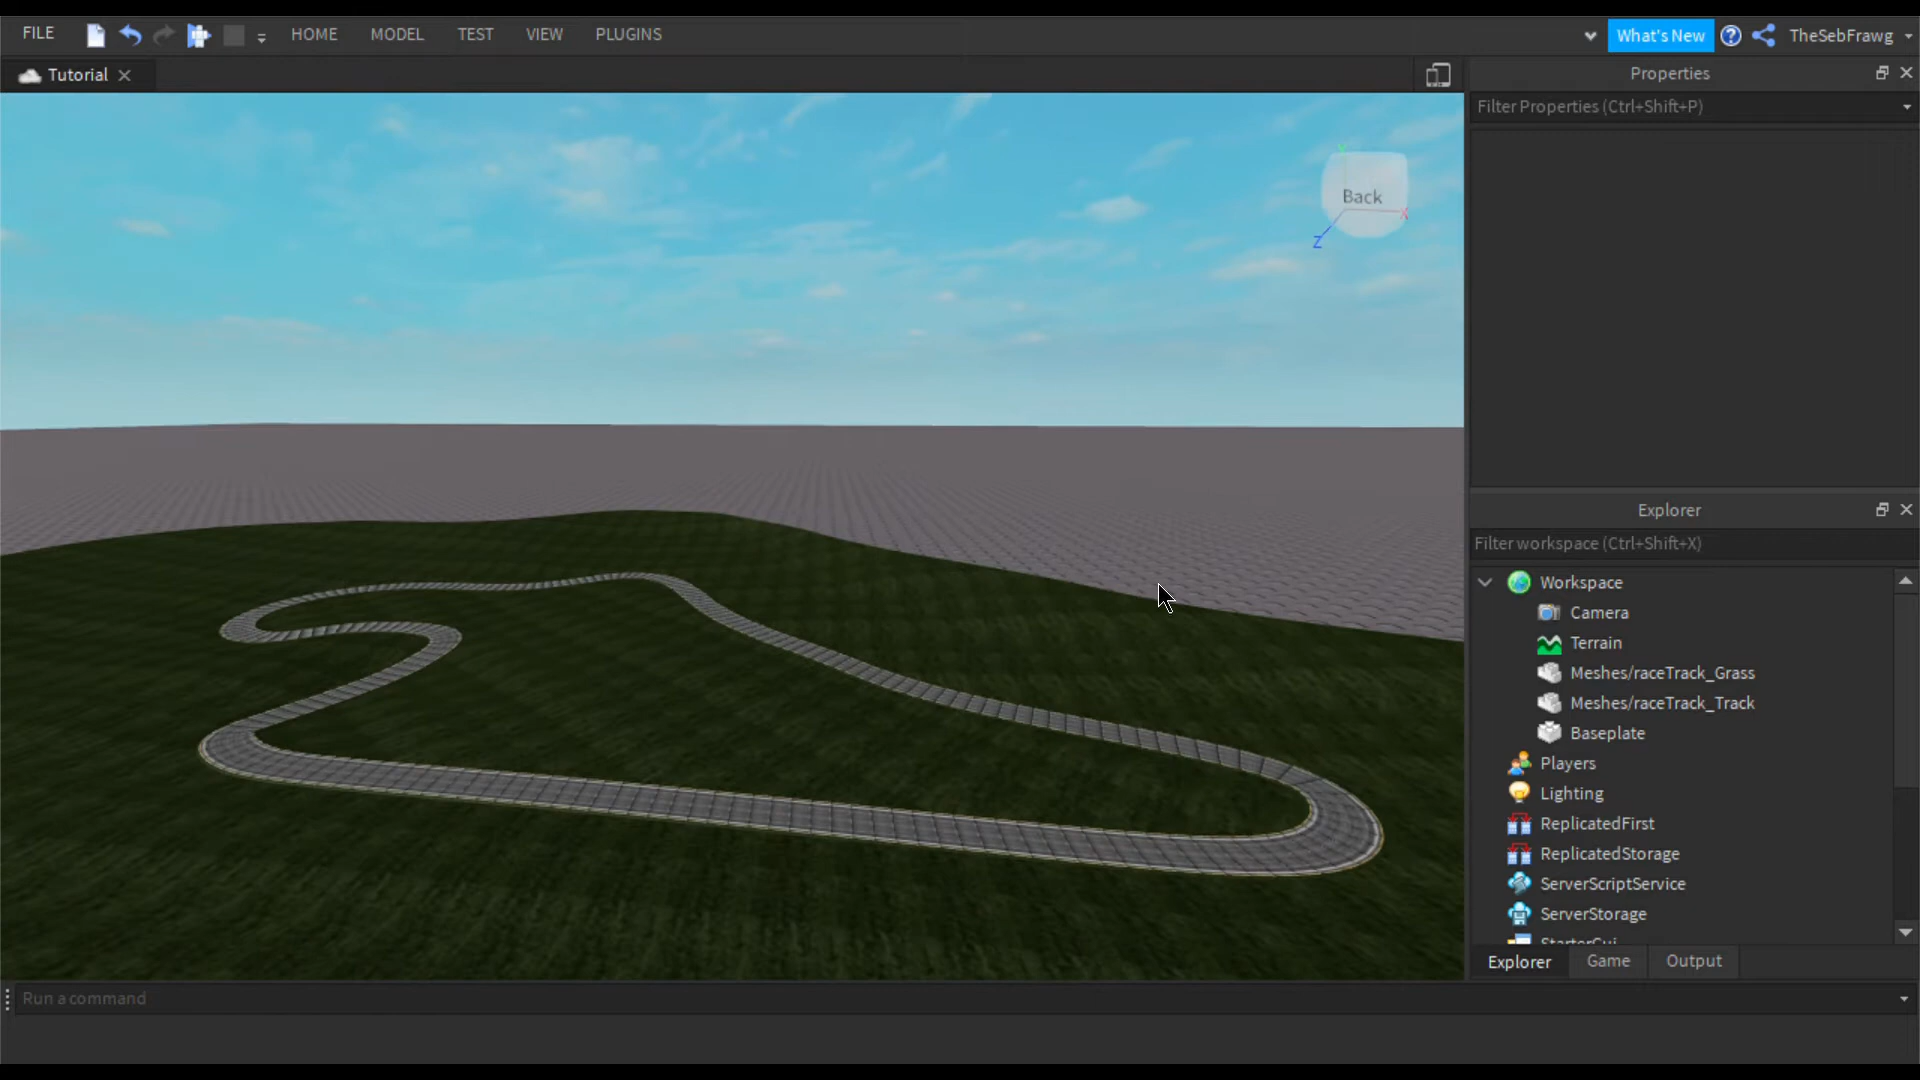 FILE HOME MODEL TEST VIEW PLUGINS What's New TheSebFrawg
Tutorial
Back
X
Z
Properties
Filter Properties (Ctrl+Shift+P)
Explorer
Filter workspace (Ctrl+Shift+X)
Workspace
Camera
Terrain
Meshes/raceTrack_Grass
Meshes/raceTrack_Track
Baseplate
Players
Lighting
ReplicatedFirst
ReplicatedStorage
ServerScriptService
ServerStorage
StarterGui
Explorer Game Output
Run a command